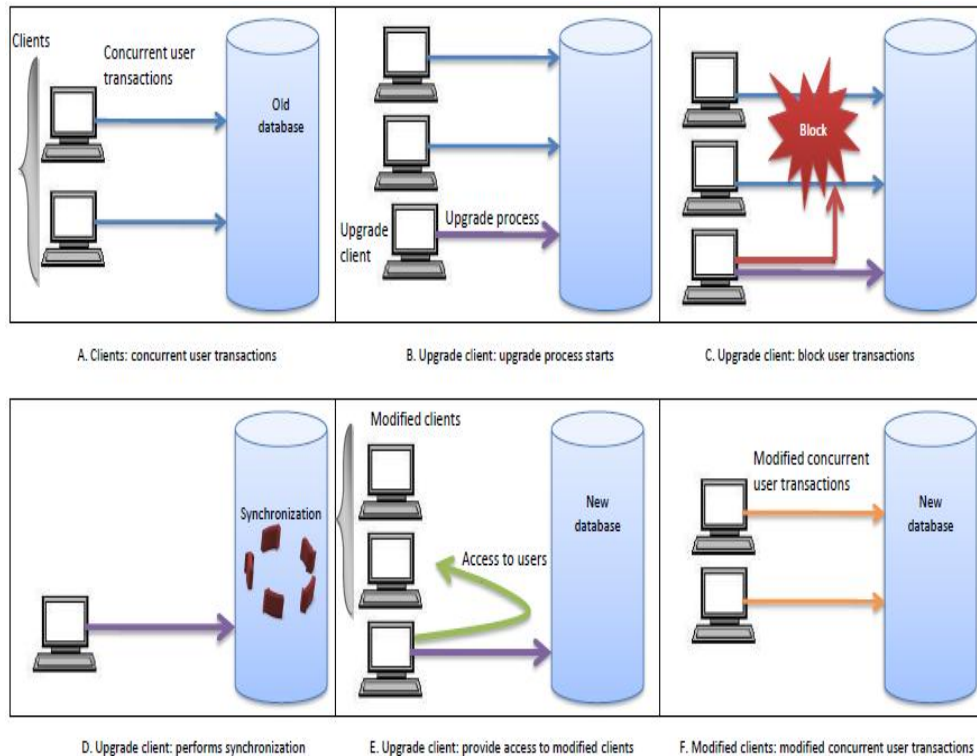 Clients
Concurrent user
transactions
Old
database
Upgrade process
Upgrade
client
Block
A. Clients: concurrent user transactions
B. Upgrade client: upgrade process starts
C. Upgrade client: block user transactions
Synchronization
Modified clients
New
database
Access to users
Modified concurrent
user transactions
New
database
D. Upgrade client: performs synchronization
E. Upgrade client: provide access to modified clients
F. Modified clients: modified concurrent user transactions